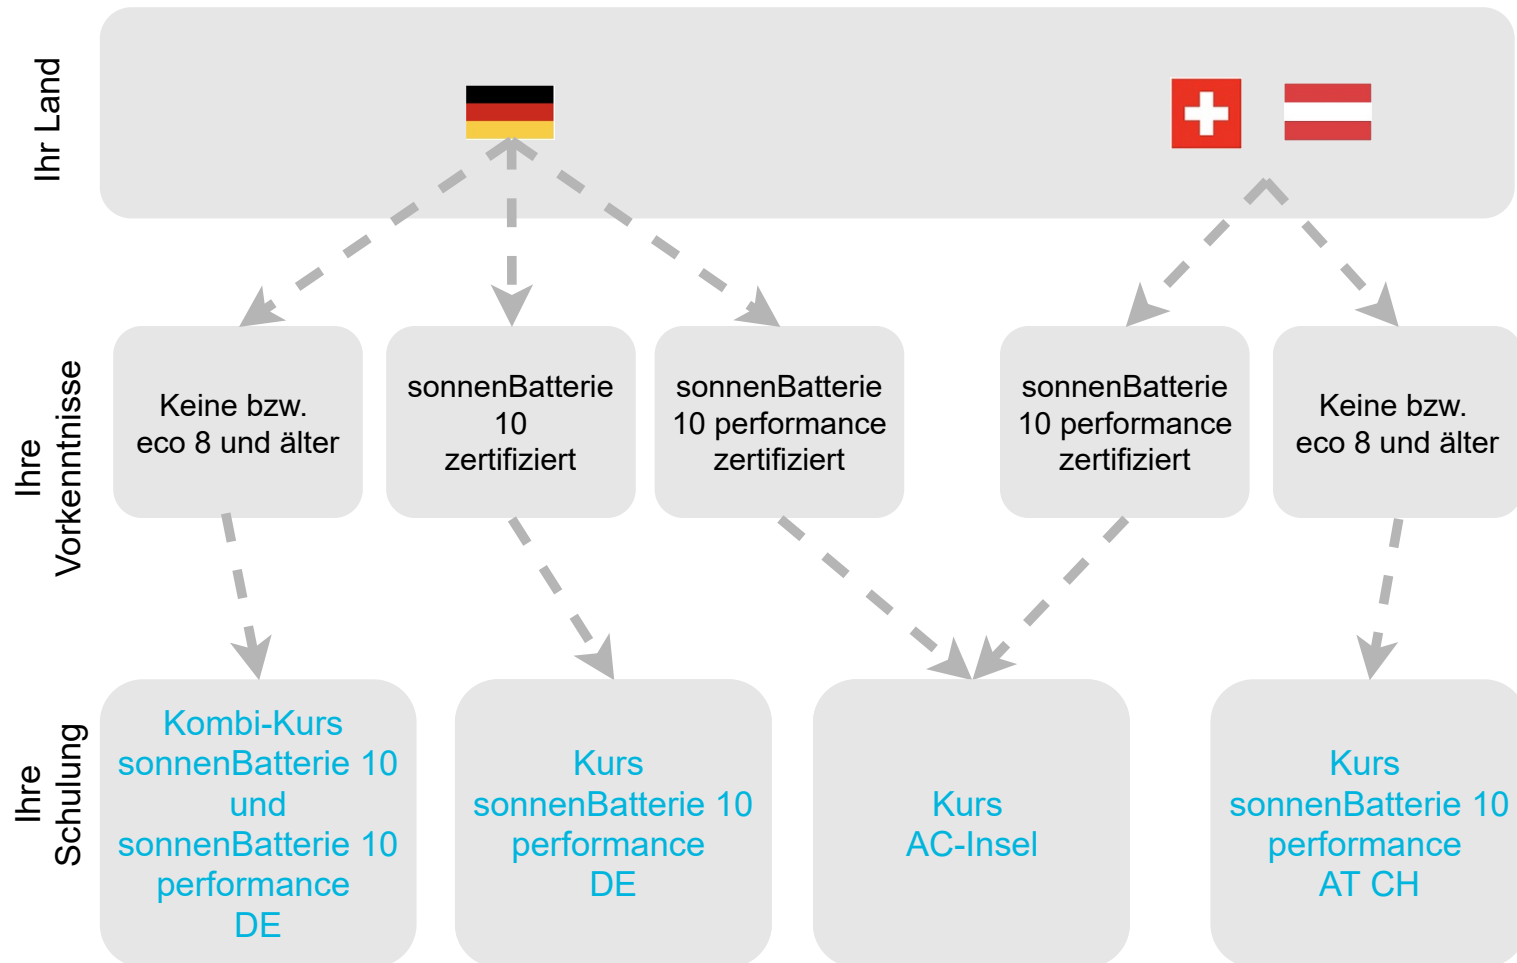 Ihr Land
Ihre
Vorkenntnisse
Keine bzw.
eco 8 und älter
sonnenBatterie
10
zertifiziert
sonnenBatterie
10 performance
zertifiziert
sonnenBatterie
10 performance
zertifiziert
Keine bzw.
eco 8 und älter
Ihre
Schulung
Kombi-Kurs
sonnenBatterie 10
und
sonnenBatterie 10
performance
DE
Kurs
sonnenBatterie 10
performance
DE
Kurs
AC-Insel
Kurs
sonnenBatterie 10
performance
AT CH